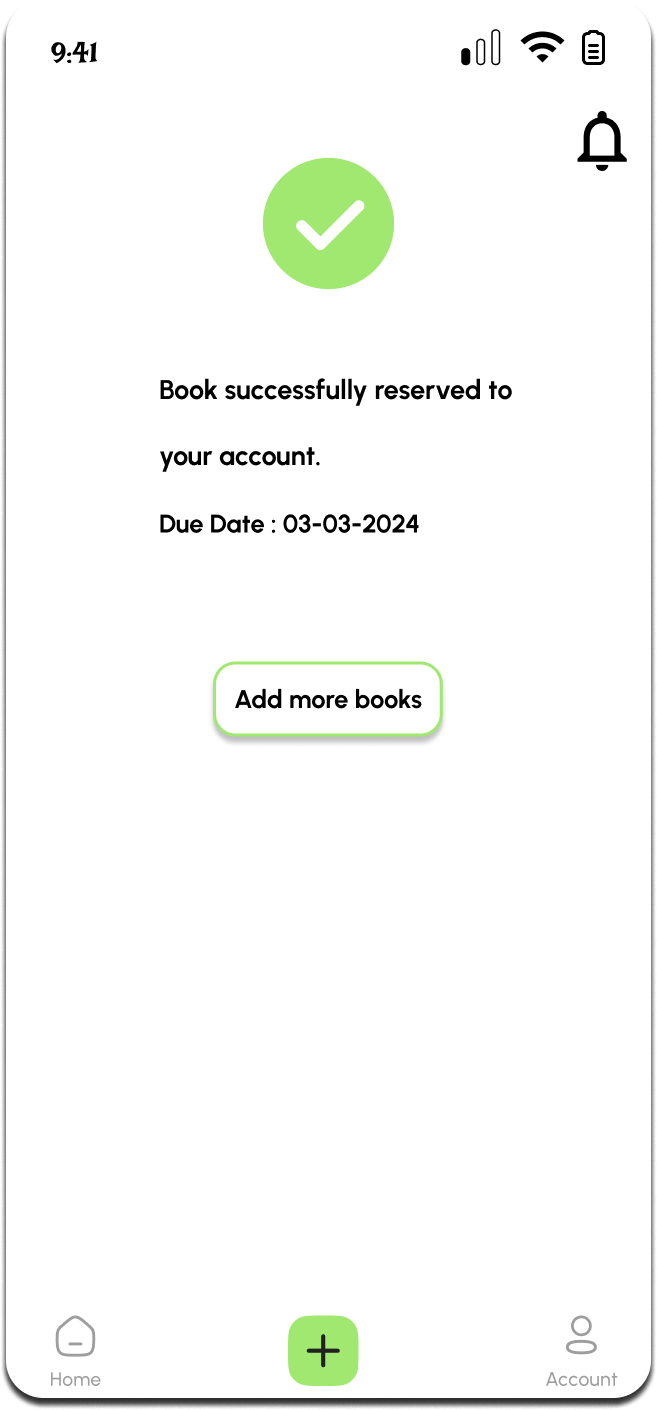 9:41
Book successfully reserved to
your account.
Due Date : 03-03-2024
Add more books
Home
Account